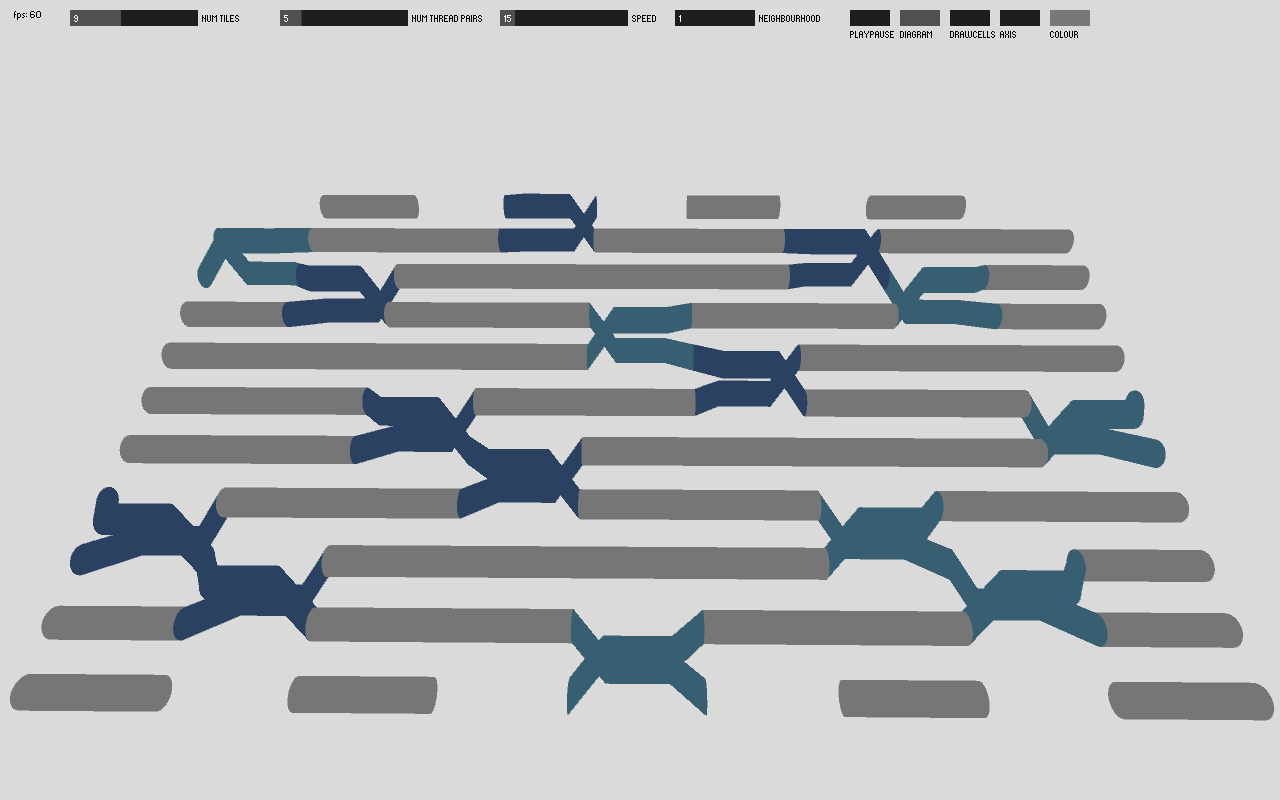 fps: 60
9 NUM TILES
5 NUM THREAD PAIRS
15 SPEED
1 NEIGHBOURHOOD
PLAYPAUSE DIAGRAM DRAWCELLS AXIS COLOUR